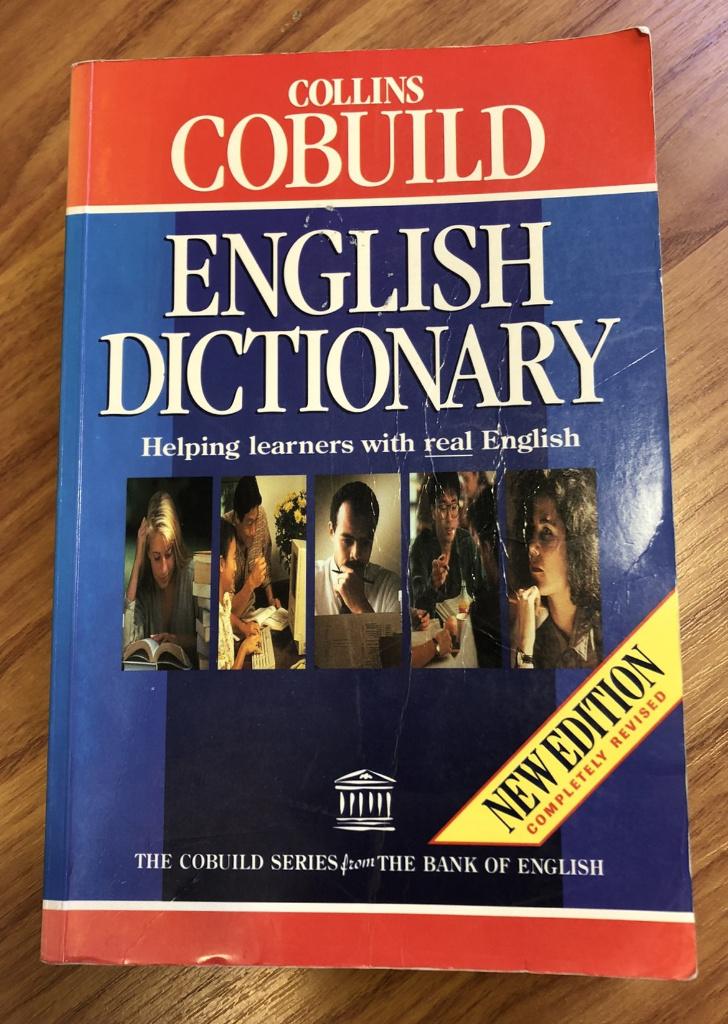 COLLINS
COBUILD
ENGLISH
DICTIONARY
Helping learners with real English
NEW EDITION
COMPLETELY REVISED
THE COBUILD SERIES from THE BANK OF ENGLISH